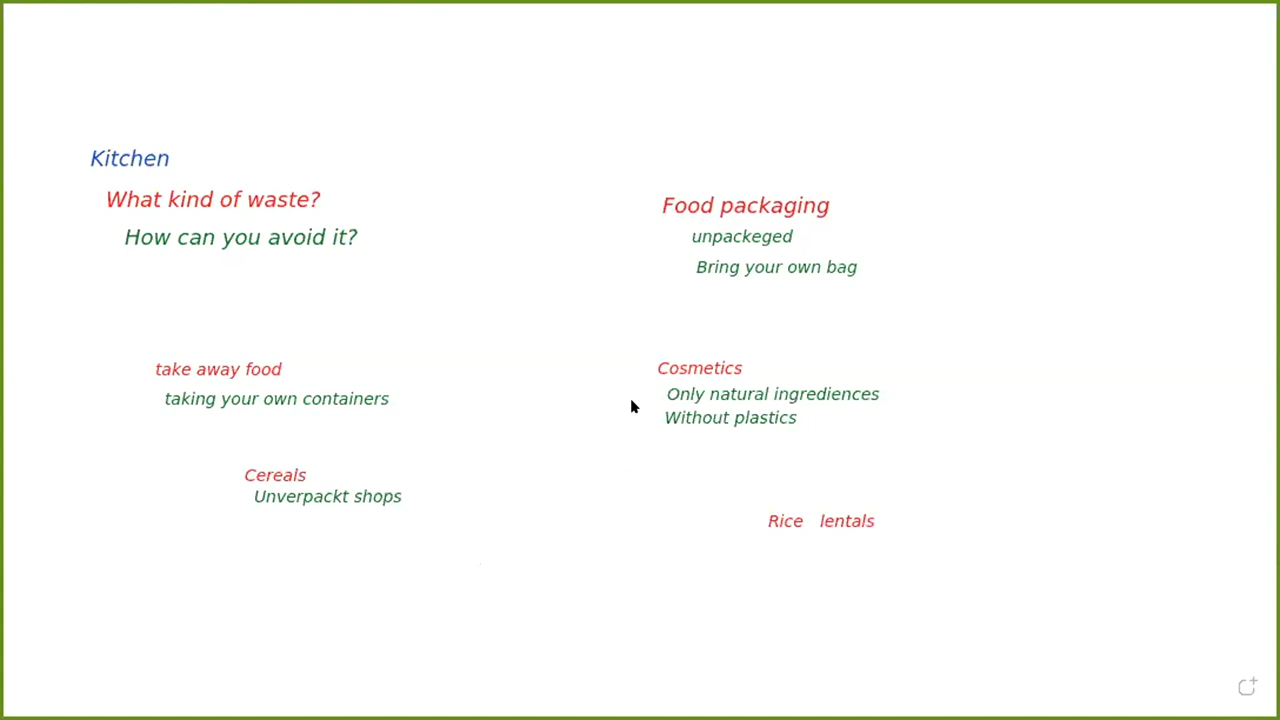 Kitchen
What kind of waste?
How can you avoid it?
Food packaging
unpackeged
Bring your own bag
take away food
taking your own containers
Cosmetics
Only natural ingrediences
Without plastics
Cereals
Unverpackt shops
Rice lentals